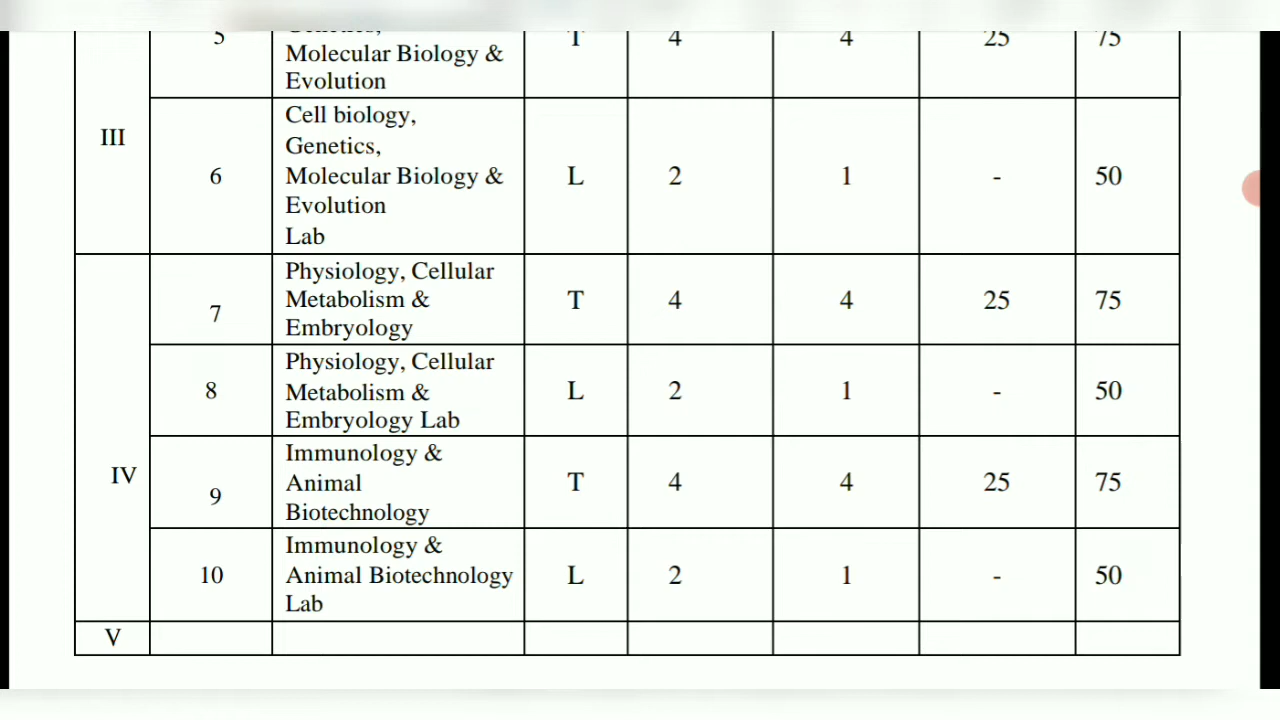 5
T
4
4
25
75
Molecular Biology &
Evolution
III
6
Cell biology,
Genetics,
Molecular Biology &
Evolution
Lab
L
2
1
-
50
IV
7
Physiology, Cellular
Metabolism &
Embryology
T
4
4
25
75
8
Physiology, Cellular
Metabolism &
Embryology Lab
L
2
1
-
50
9
Immunology &
Animal
Biotechnology
T
4
4
25
75
10
Immunology &
Animal Biotechnology
Lab
L
2
1
-
50
V